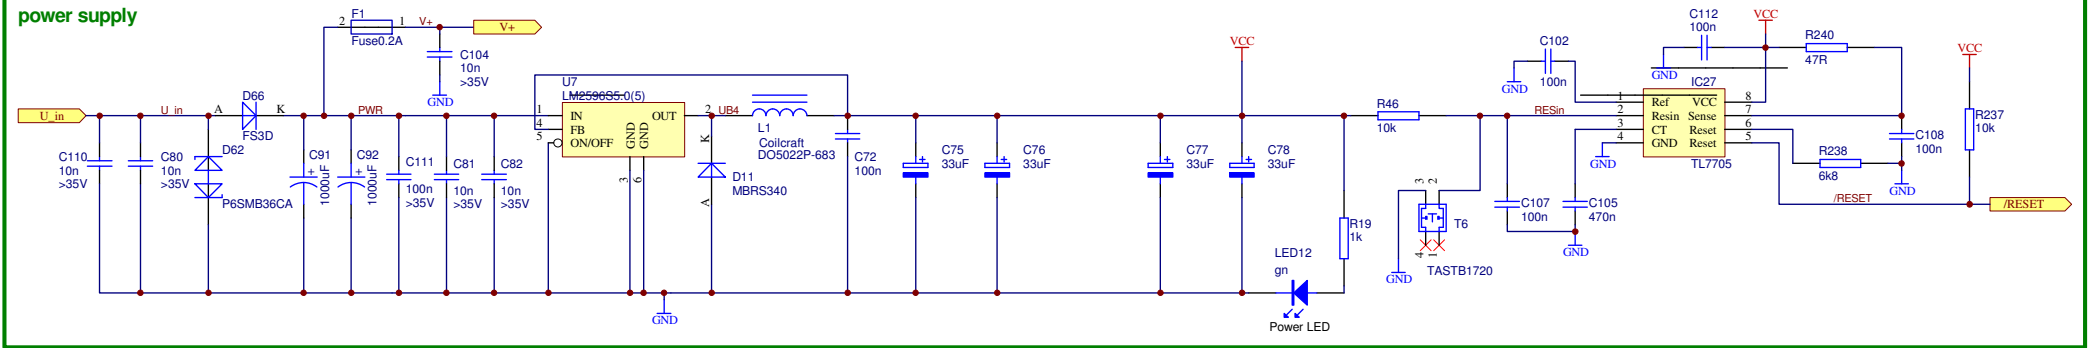 power supply
U_in
U_in
C110
10n
>35V
C80
10n
>35V
A
D66
K
FS3D
D62
P6SMB36CA
2
F1
1
Fuse0.2A
V+
V+
C104
10n
>35V
GND
PWR
C91
1000uF
C92
1000uF
C111
100n
>35V
C81
10n
>35V
C82
10n
>35V
U7
LM2596S5.0(5)
1
4
5
IN
FB
ON/OFF
GND
GND
OUT
3
6
2
UB4
GND
K
D11
MBRS340
A
L1
Coilcraft
DO5022P-683
C72
100n
C75
33uF
C76
33uF
C77
33uF
C78
33uF
VCC
LED12
gn
Power LED
R19
1k
R46
10k
GND
3
2
4
1
T
T6
TASTB1720
RESin
C102
100n
GND
C107
100n
C105
470n
GND
GND
C112
100n
GND
VCC
R240
47R
IC27
1
2
3
4
Ref
Resin
CT
GND
VCC
Sense
Reset
Reset
8
7
6
5
TL7705
R238
6k8
C108
100n
GND
VCC
R237
10k
/RESET
/RESET